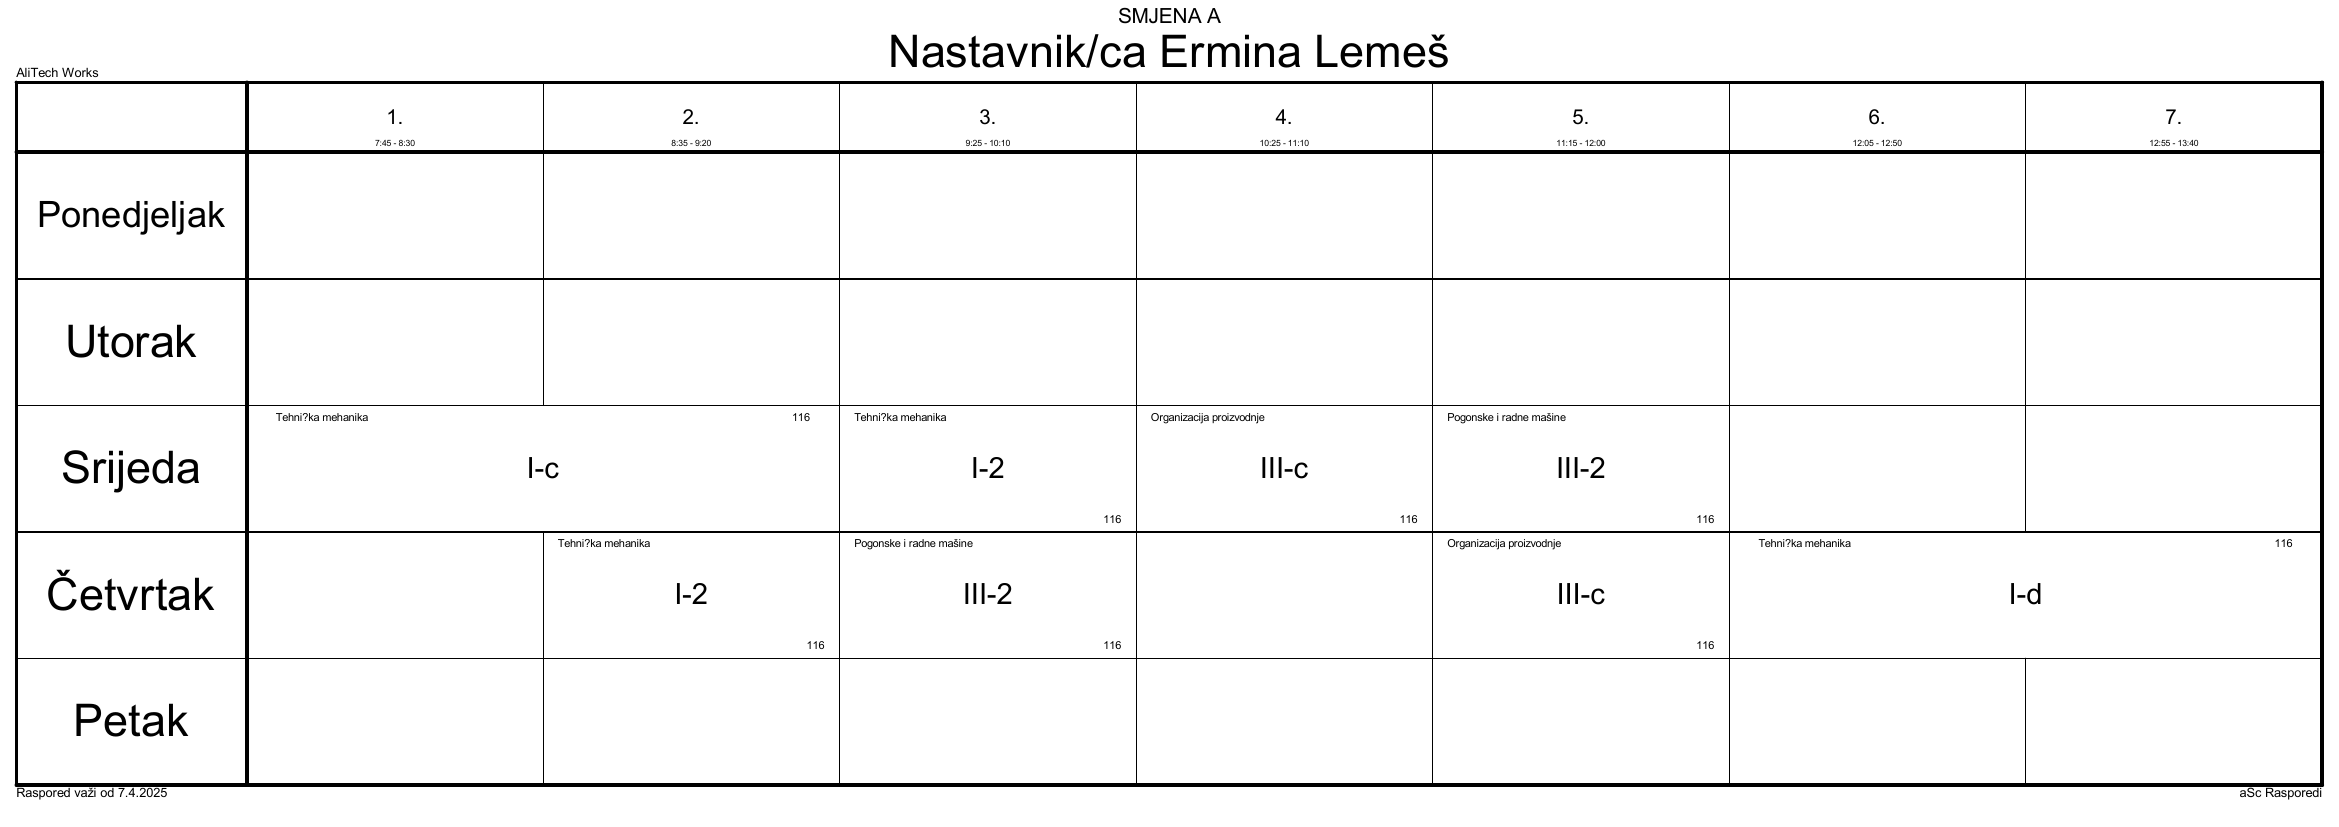 SMJENA A
Nastavnik/ca Ermina Lemeš
AliTech Works
1. 2. 3. 4. 5. 6. 7.
7:45 - 8:30 8:35 - 9:20 9:25 - 10:10 10:25 - 11:10 11:15 - 12:00 12:05 - 12:50 12:55 - 13:40
Ponedjeljak
Utorak
Tehni?ka mehanika 116 Tehni?ka mehanika Organizacija proizvodnje Pogonske i radne mašine
Srijeda I-c I-2 III-c III-2
116 116 116
Tehni?ka mehanika Pogonske i radne mašine Organizacija proizvodnje Tehni?ka mehanika 116
Četvrtak I-2 III-2 III-c I-d
116 116 116
Petak
Raspored važi od 7.4.2025 aSc Rasporedi